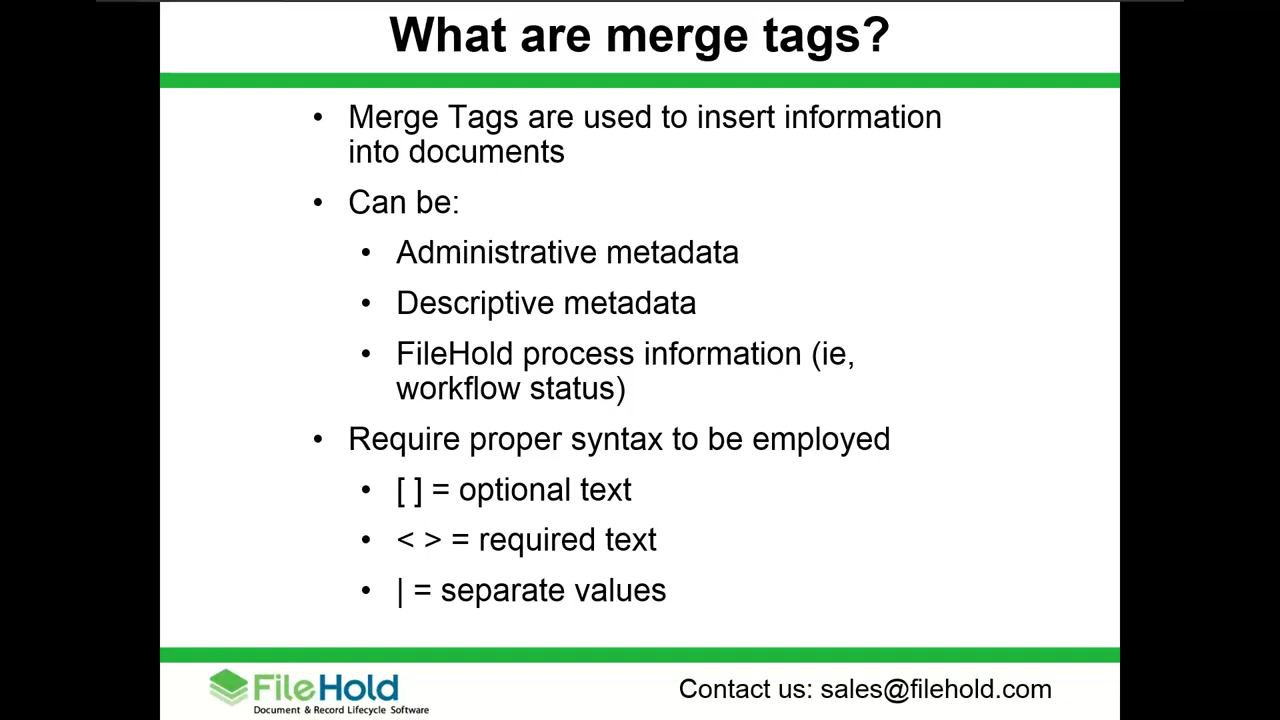 What are merge tags?
• Merge Tags are used to insert information
into documents
• Can be:
• Administrative metadata
• Descriptive metadata
• FileHold process information (ie,
workflow status)
• Require proper syntax to be employed
• [ ] = optional text
• < > = required text
• | = separate values
FileHold
Document & Record Lifecycle Software
Contact us: sales@filehold.com